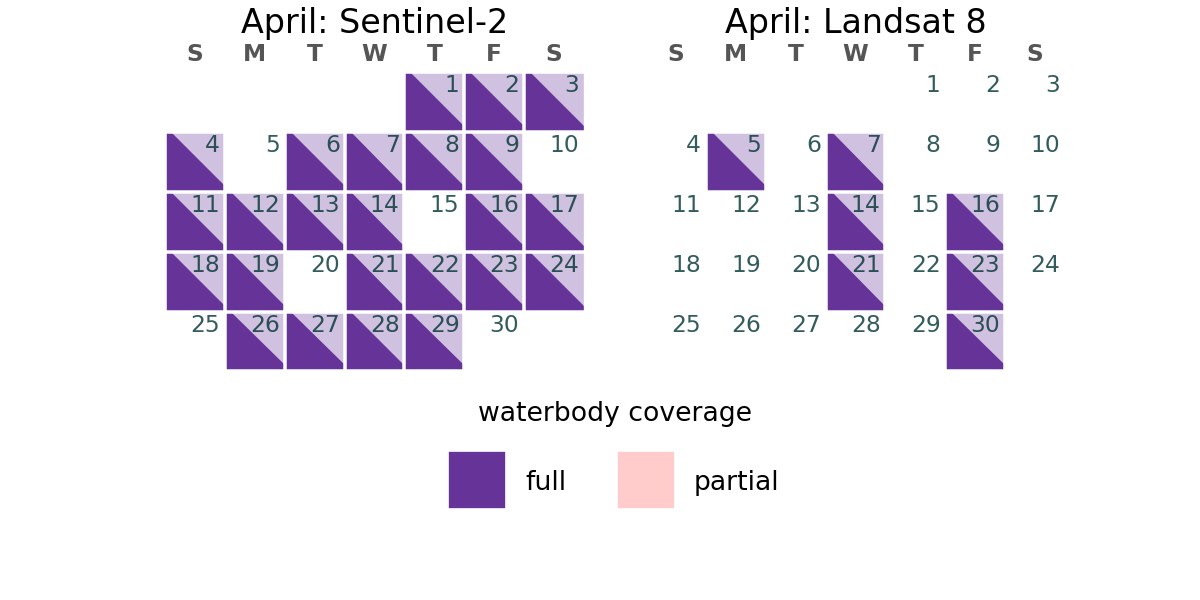 April: Sentinel-2
S M T W T F S
1 2 3
4 5 6 7 8 9 10
11 12 13 14 15 16 17
18 19 20 21 22 23 24
25 26 27 28 29 30
April: Landsat 8
S M T W T F S
1 2 3
4 5 6 7 8 9 10
11 12 13 14 15 16 17
18 19 20 21 22 23 24
25 26 27 28 29 30
waterbody coverage
full partial